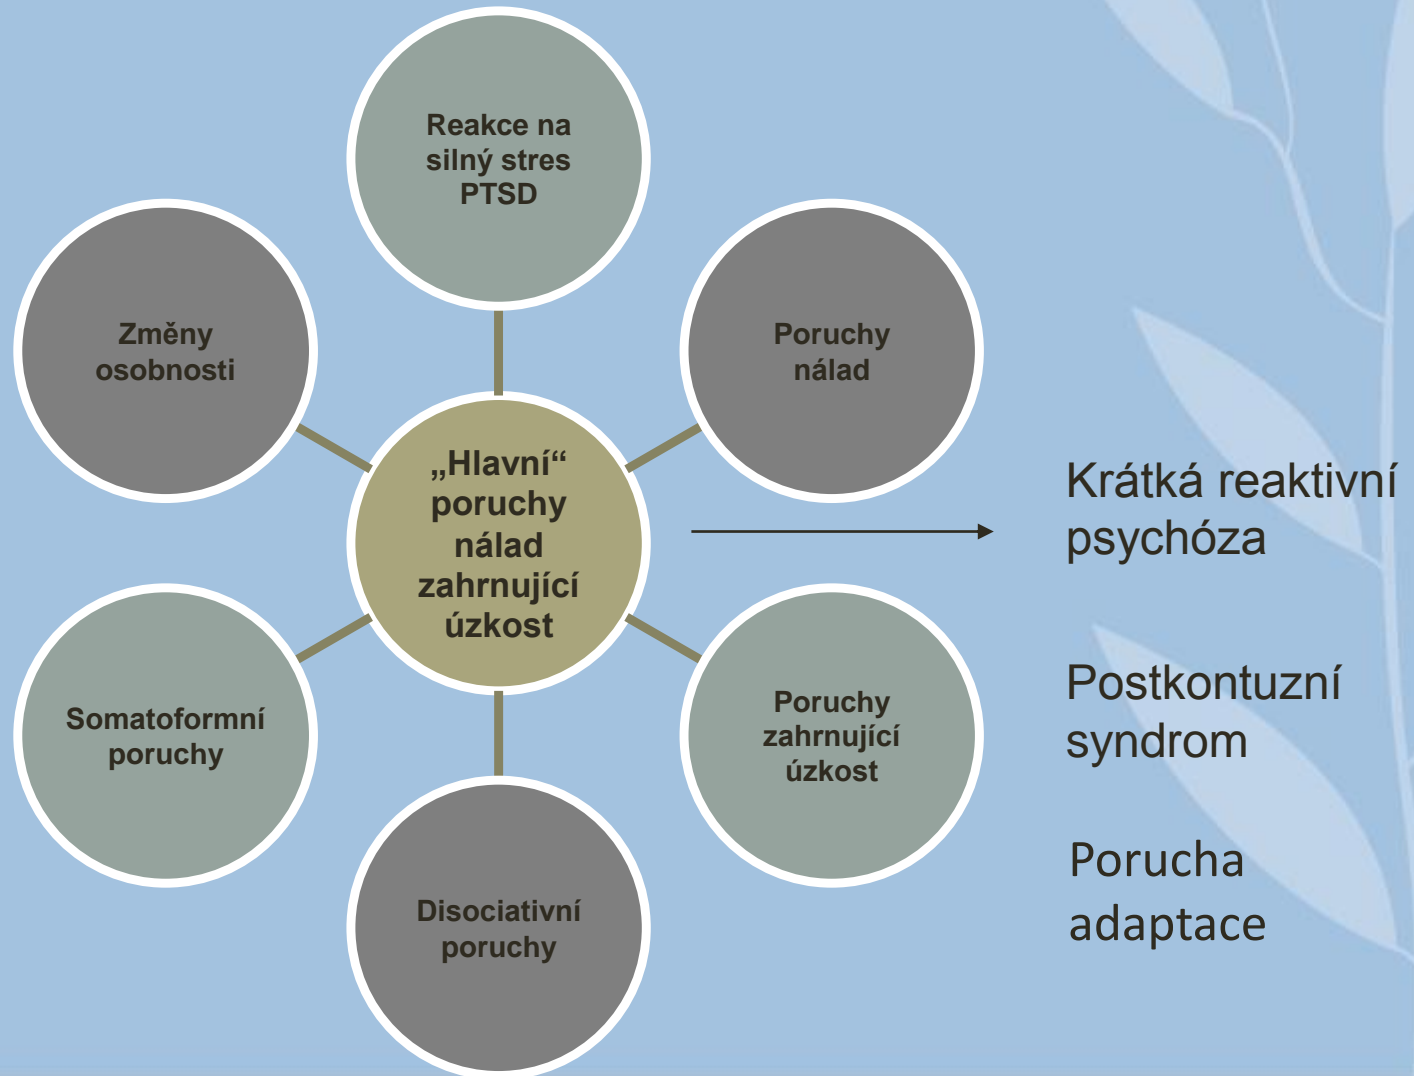 Reakce na
silný stres
PTSD
Změny
osobnosti
Poruchy
nálad
„Hlavní“
poruchy
nálad
zahrnující
úzkost
Krátká reaktivní
psychóza
Somatoformní
poruchy
Poruchy
zahrnující
úzkost
Postkontuzní
syndrom
Disociativní
poruchy
Porucha
adaptace